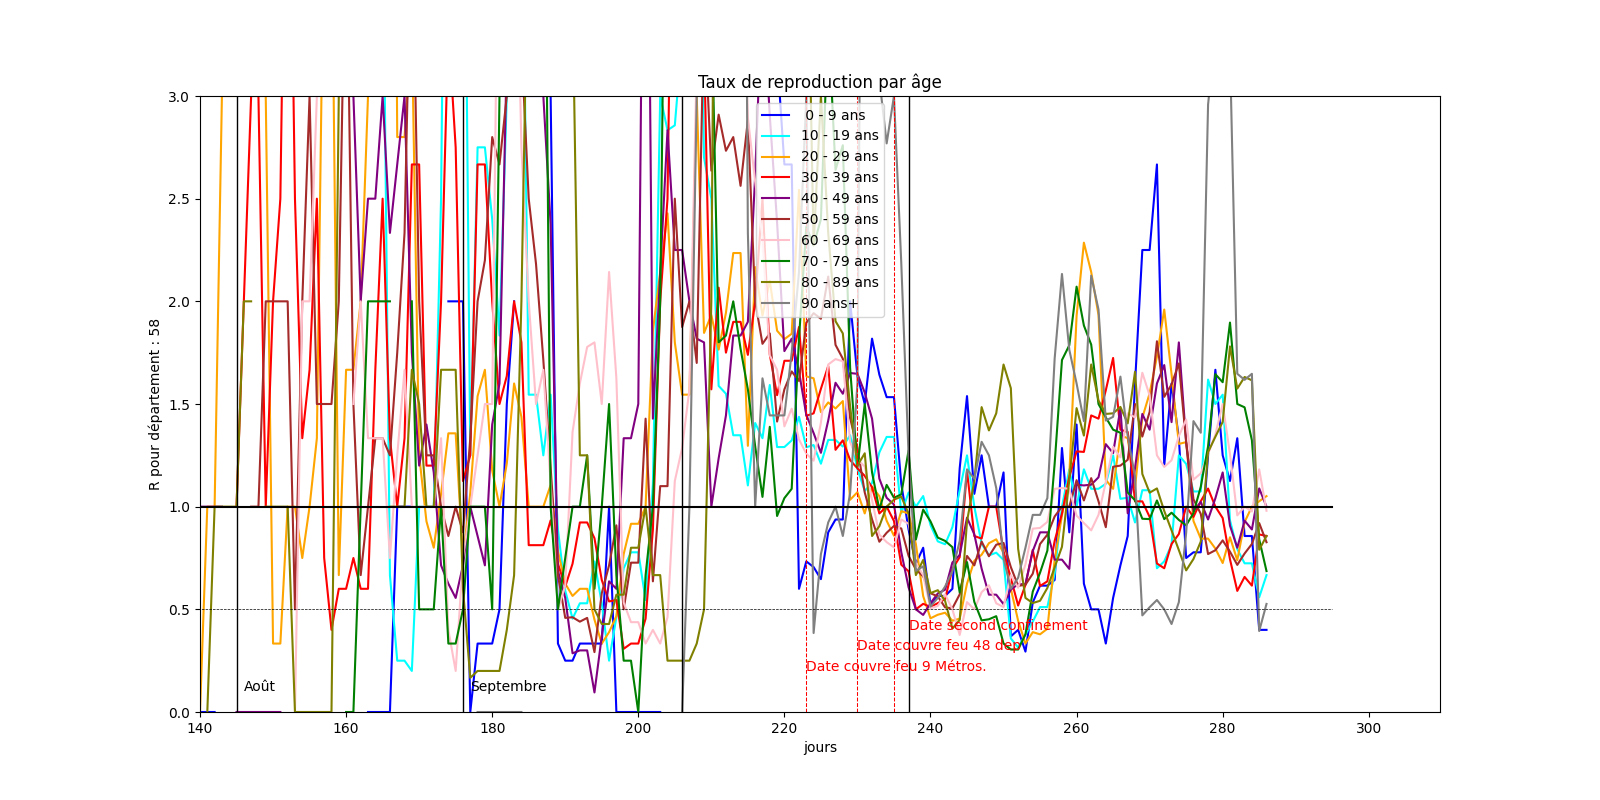 Taux de reproduction par âge
R pour département : 58
3.0
2.5
2.0
1.5
1.0
0.5
0.0
0 - 9 ans
10 - 19 ans
20 - 29 ans
30 - 39 ans
40 - 49 ans
50 - 59 ans
60 - 69 ans
70 - 79 ans
80 - 89 ans
90 ans+
Date second confinement
Date couvre feu 48 dep.
Date couvre feu 9 Métros.
Août
Septembre
140
160
180
200
220
240
260
280
300
jours